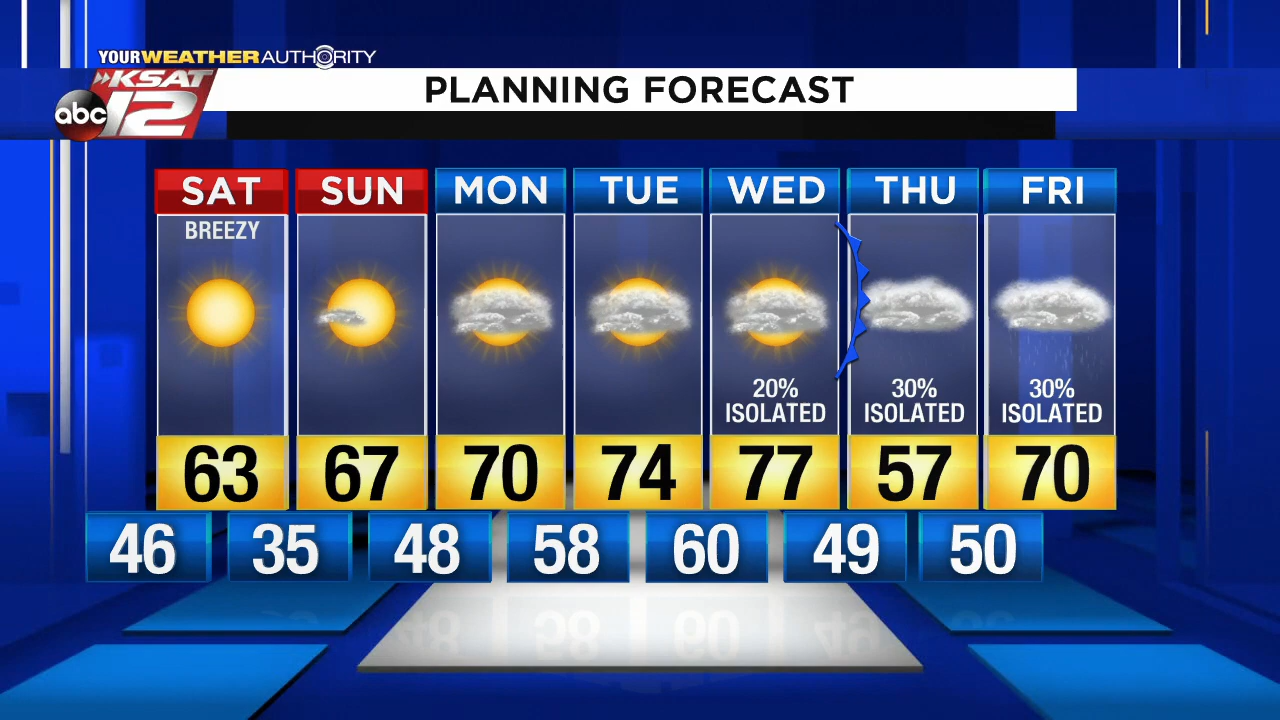 YOURWEATHERAUTHORITY
KSAT
abc 12
PLANNING FORECAST
SAT SUN MON TUE WED THU FRI
BREEZY
20% 30% 30%
ISOLATED ISOLATED ISOLATED
63 67 70 74 77 57 70
46 35 48 58 60 49 50